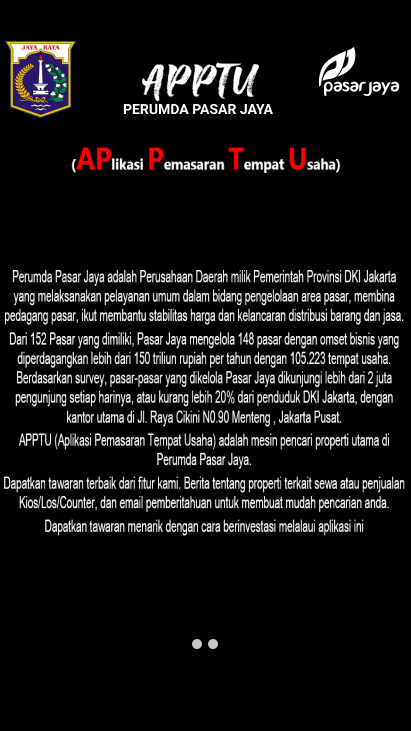 JAYA RAYA
APPTU
PERUMDA PASAR JAYA
pasarjaya
(APlikasi Pemasaran Tempat Usaha)
Perumda Pasar Jaya adalah Perusahaan Daerah milik Pemerintah Provinsi DKI Jakarta
yang melaksanakan pelayanan umum dalam bidang pengelolaan area pasar, membina
pedagang pasar, ikut membantu stabilitas harga dan kelancaran distribusi barang dan jasa.
Dari 152 Pasar yang dimiliki, Pasar Jaya mengelola 148 pasar dengan omset bisnis yang
diperdagangkan lebih dari 150 triliun rupiah per tahun dengan 105.223 tempat usaha.
Berdasarkan survey, pasar-pasar yang dikelola Pasar Jaya dikunjungi lebih dari 2 juta
pengunjung setiap harinya, atau kurang lebih 20% dari penduduk DKI Jakarta, dengan
kantor utama di Jl. Raya Cikini N0.90 Menteng , Jakarta Pusat.
APPTU (Aplikasi Pemasaran Tempat Usaha) adalah mesin pencari properti utama di
Perumda Pasar Jaya.
Dapatkan tawaran terbaik dari fitur kami. Berita tentang properti terkait sewa atau penjualan
Kios/Los/Counter, dan email pemberitahuan untuk membuat mudah pencarian anda.
Dapatkan tawaran menarik dengan cara berinvestasi melalaui aplikasi ini